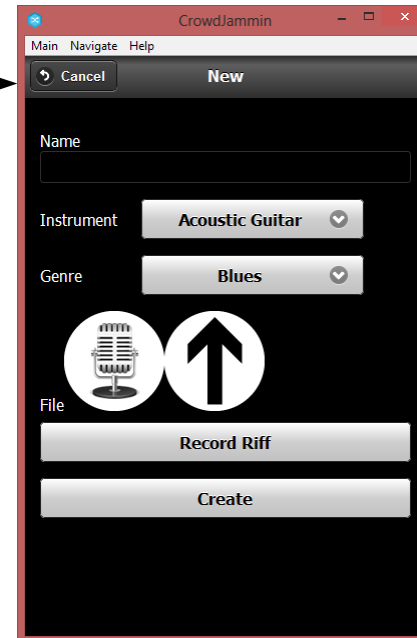 CrowdJammin
Main Navigate Help
Cancel New
Name
Instrument Acoustic Guitar
Genre Blues
File
Record Riff
Create